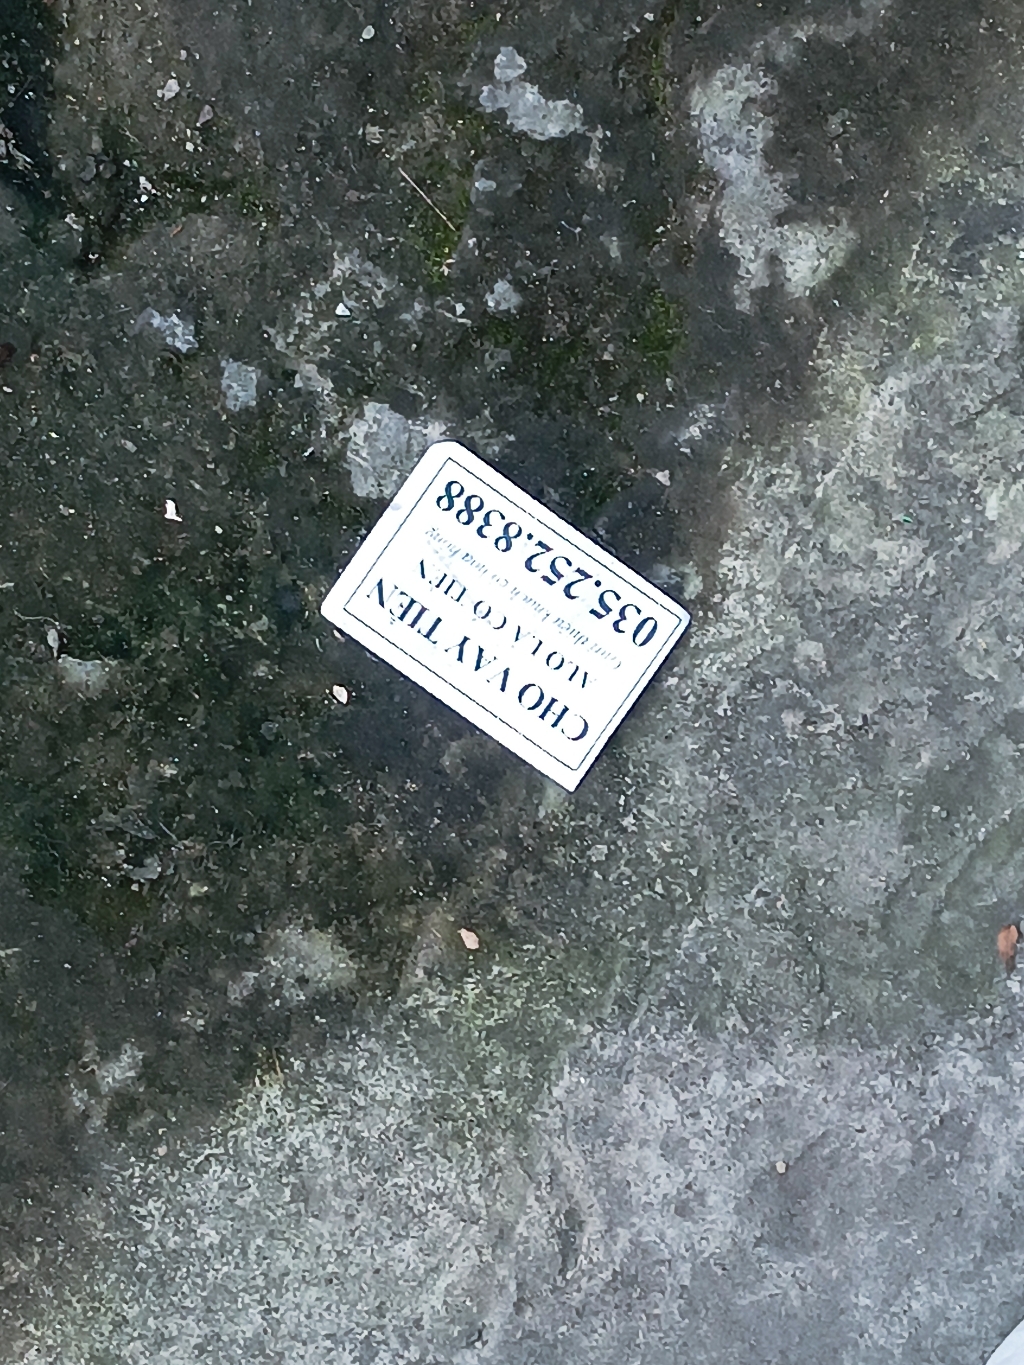 CHO VAY TIỀN
ALO LÀ CÓ TIỀN
035.252.8388